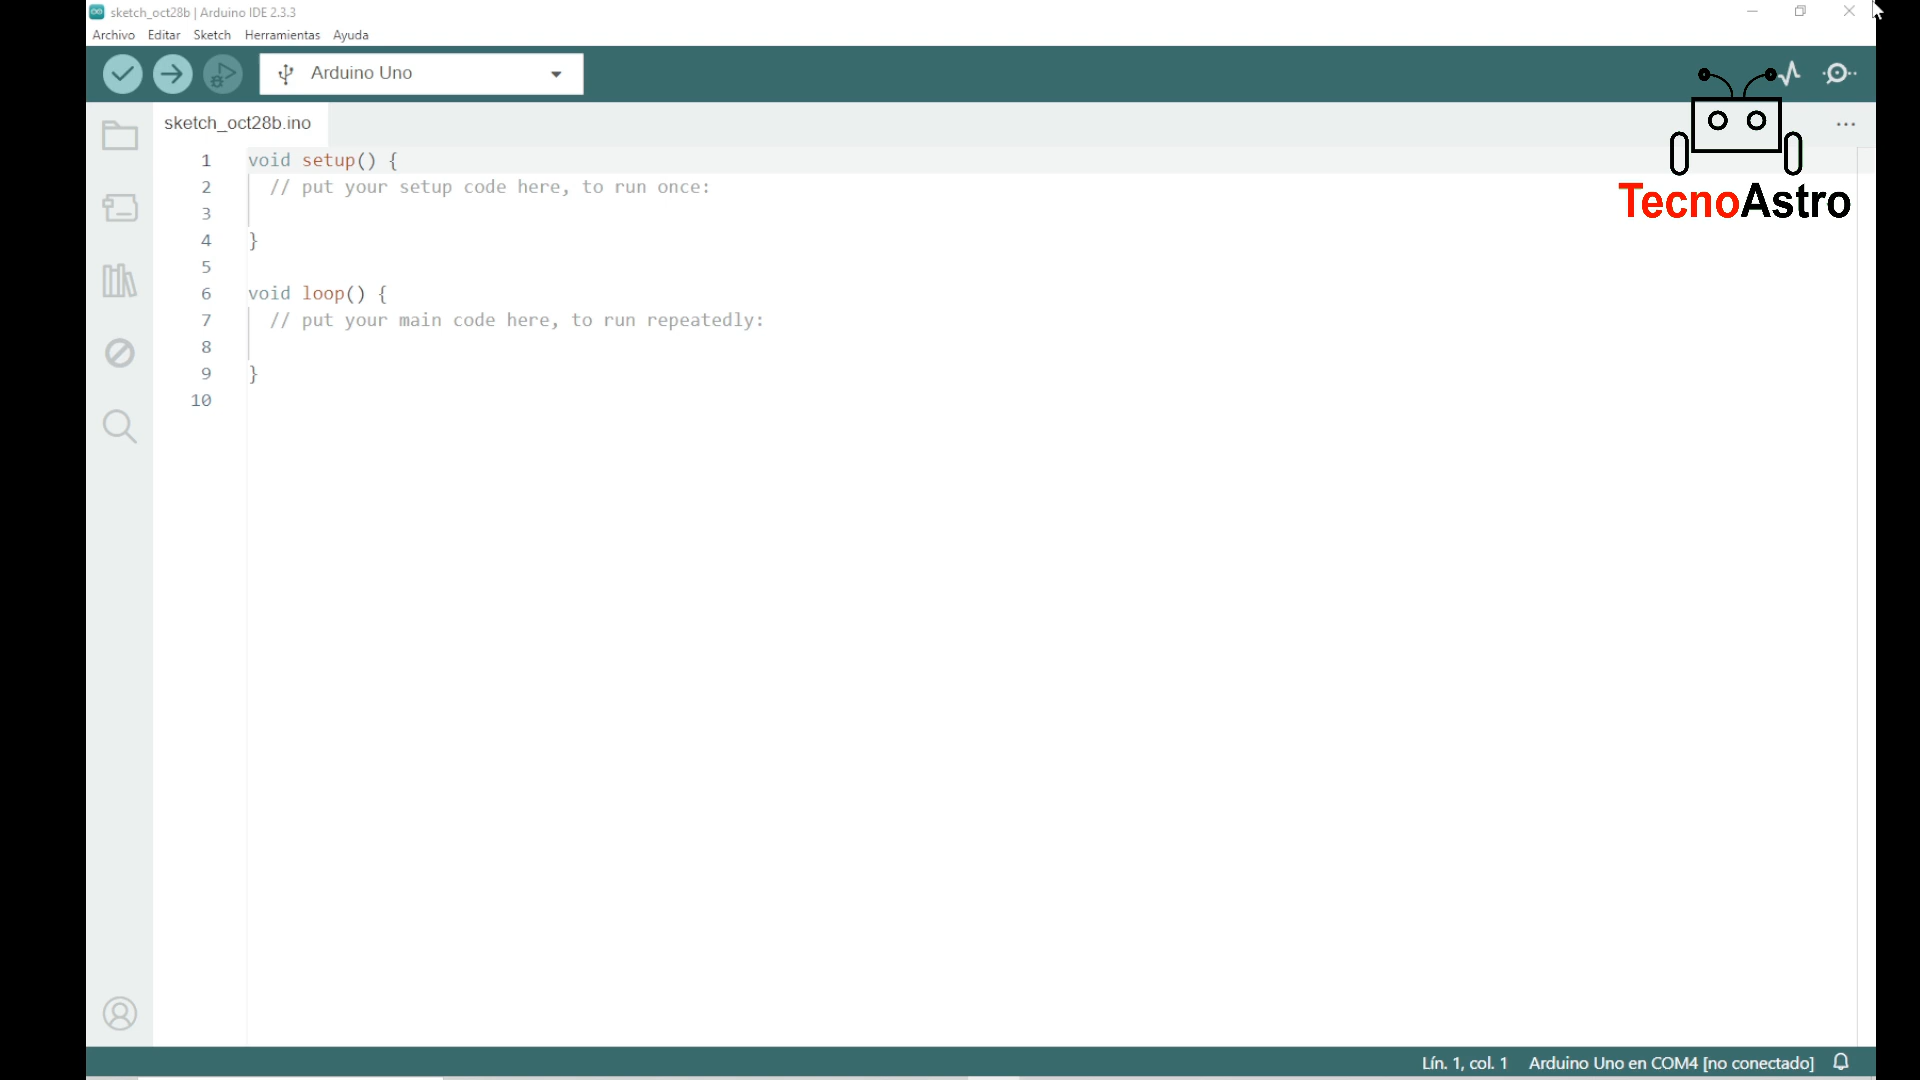 sketch_oct28b | Arduino IDE 2.3.3
Archivo Editar Sketch Herramientas Ayuda
Arduino Uno
sketch_oct28b.ino
TecnoAstro
1 void setup() {
2 // put your setup code here, to run once:
3
4 }
5
6 void loop() {
7 // put your main code here, to run repeatedly:
8
9 }
10
Lín. 1, col. 1 Arduino Uno en COM4 [no conectado]